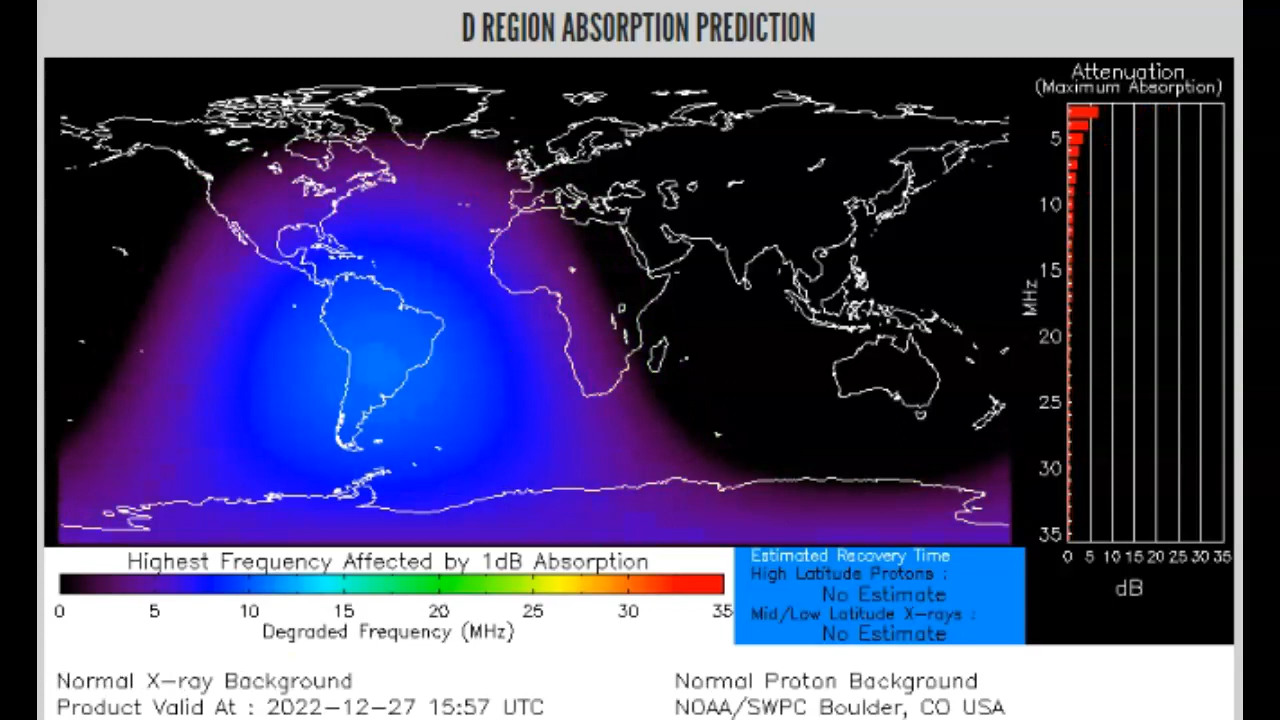 D REGION ABSORPTION PREDICTION
Attenuation
(Maximum Absorption)
5
10
15
20
25
30
35
MHz
0 5 10 15 20 25 30 35
dB
Highest Frequency Affected by 1dB Absorption
0 5 10 15 20 25 30 35
Degraded Frequency (MHz)
Estimated Recovery Time
High Latitude Protons :
No Estimate
Mid/Low Latitude X-rays :
No Estimate
Normal X-ray Background
Normal Proton Background
Product Valid At : 2022-12-27 15:57 UTC
NOAA/SWPC Boulder, CO USA